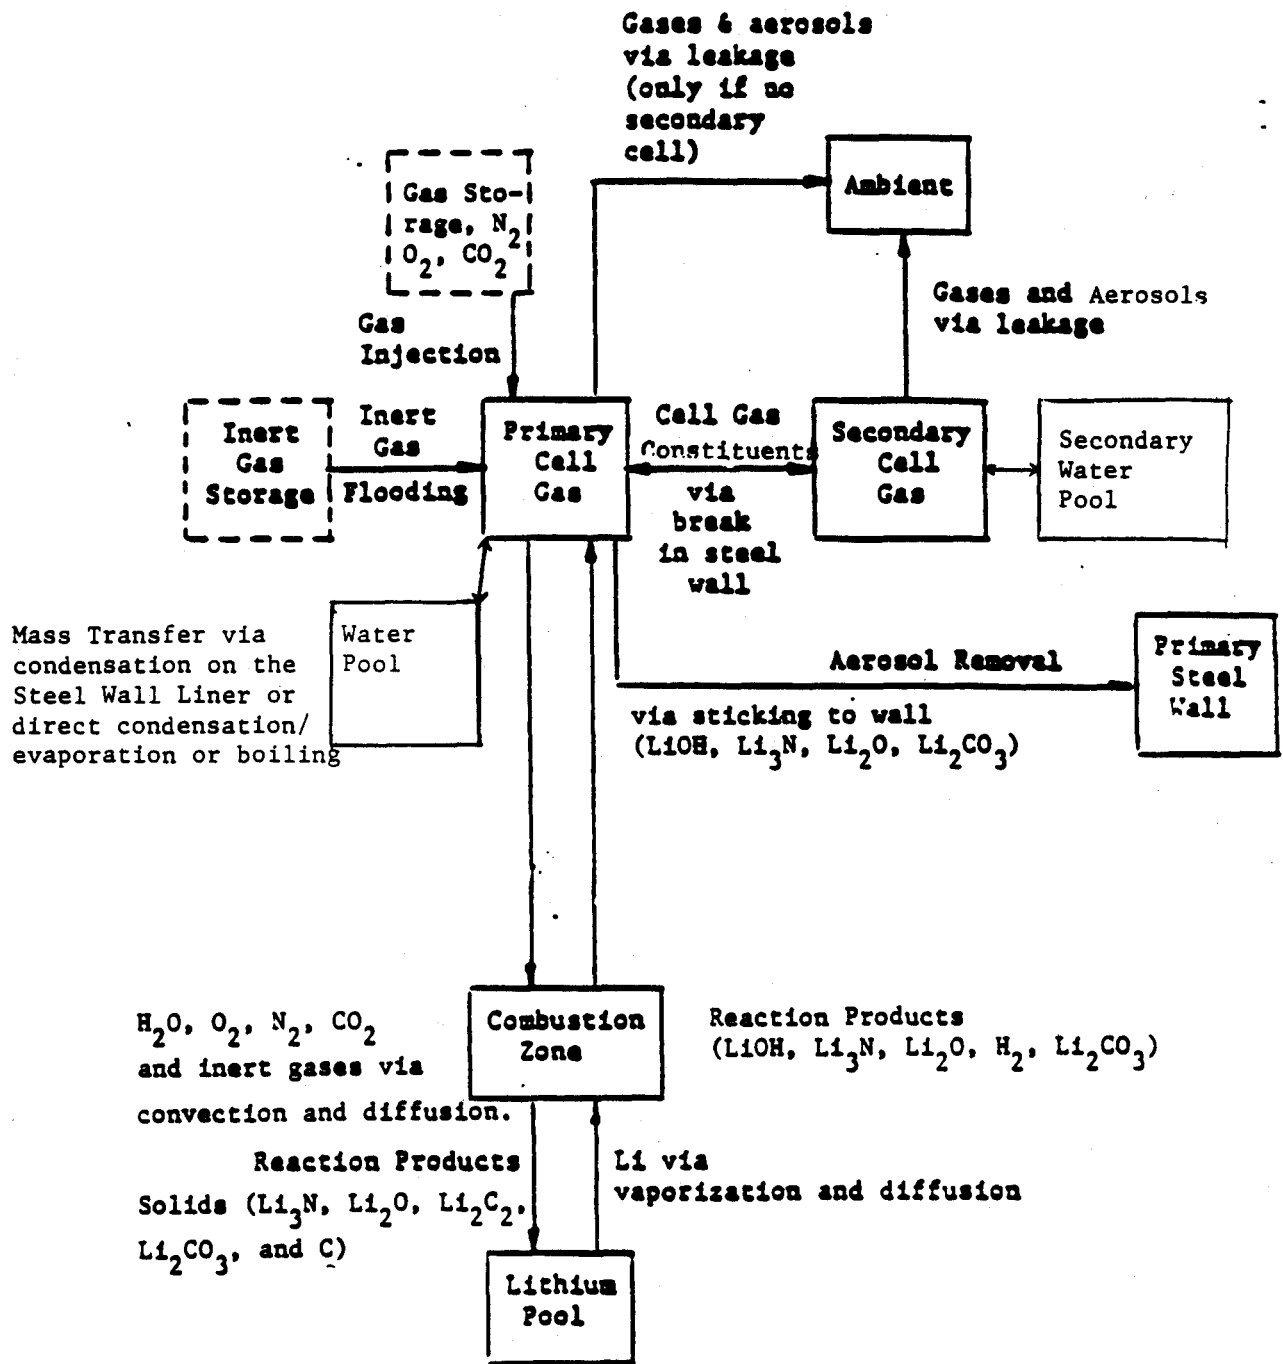 Gases & aerosols
via leakage
(only if no
secondary
cell)
Ambient
Gas Sto-
rage, N₂
O₂, CO₂
Gases and Aerosols
via leakage
Gas
Injection
Inert
Gas
Storage
Inert
Gas
Flooding
Primary
Cell
Gas
Cell Gas
Constituents
via
break
in steel
wall
Secondary
Cell
Gas
Secondary
Water
Pool
Mass Transfer via
condensation on the
Steel Wall Liner or
direct condensation/
evaporation or boiling
Water
Pool
Aerosol Removal
via sticking to wall
(LiOH, Li₃N, Li₂O, Li₂CO₃)
Primary
Steel
Wall
H₂O, O₂, N₂, CO₂
and inert gases via
convection and diffusion.
Combustion
Zone
Reaction Products
(LiOH, Li₃N, Li₂O, H₂, Li₂CO₃)
Reaction Products
Solids (Li₃N, Li₂O, Li₂C₂,
Li₂CO₃, and C)
Li via
vaporization and diffusion
Lithium
Pool